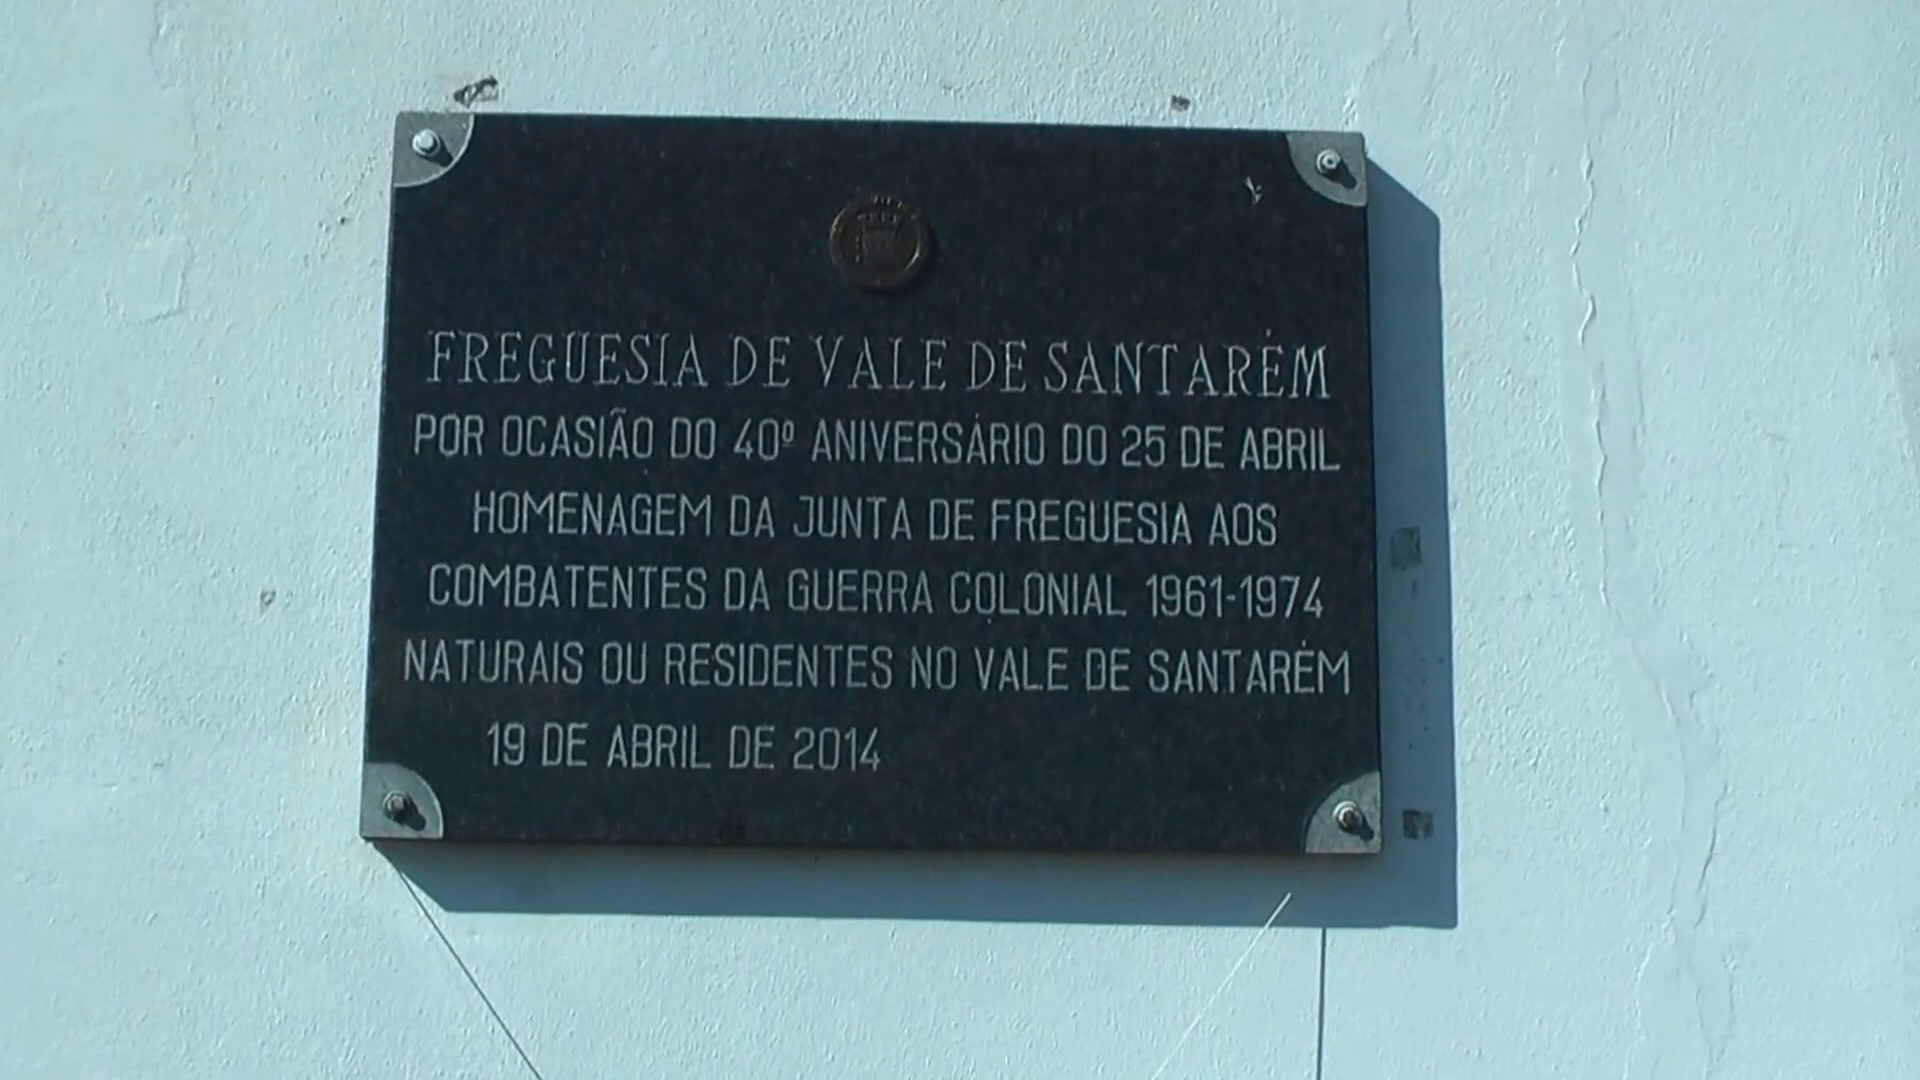 FREGUESIA DE VALE DE SANTARÉM
POR OCASIÃO DO 40º ANIVERSÁRIO DO 25 DE ABRIL
HOMENAGEM DA JUNTA DE FREGUESIA AOS
COMBATENTES DA GUERRA COLONIAL 1961-1974
NATURAIS OU RESIDENTES NO VALE DE SANTARÉM
19 DE ABRIL DE 2014